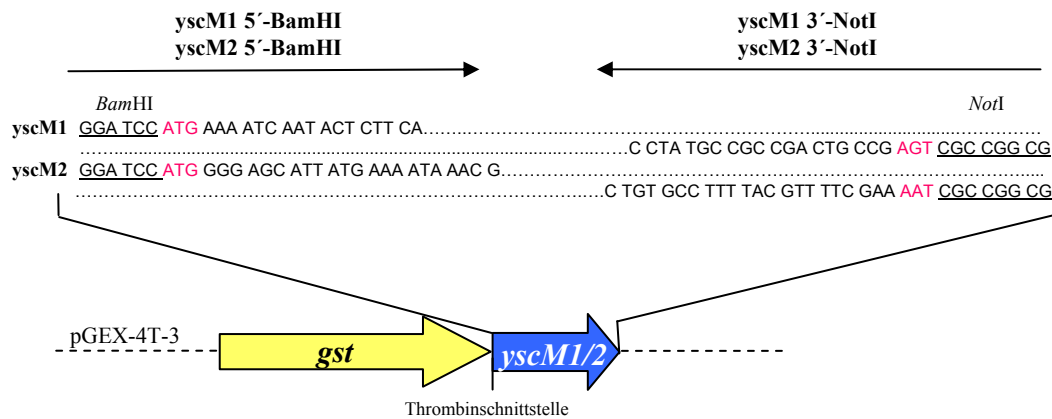 yscM1 5´-BamHI yscM1 3´-NotI
yscM2 5´-BamHI yscM2 3´-NotI
BamHI NotI
yscM1 GGA TCC ATG AAA ATC AAT ACT CTT CA
C CTA TGC CGC CGA CTG CCG AGT CGC CGG CG
yscM2 GGA TCC ATG GGG AGC ATT ATG AAA ATA AAC G
C TGT GCC TTT TAC GTT TTC GAA AAT CGC CGG CG
pGEX-4T-3
gst yscM1/2
Thrombinschnittstelle